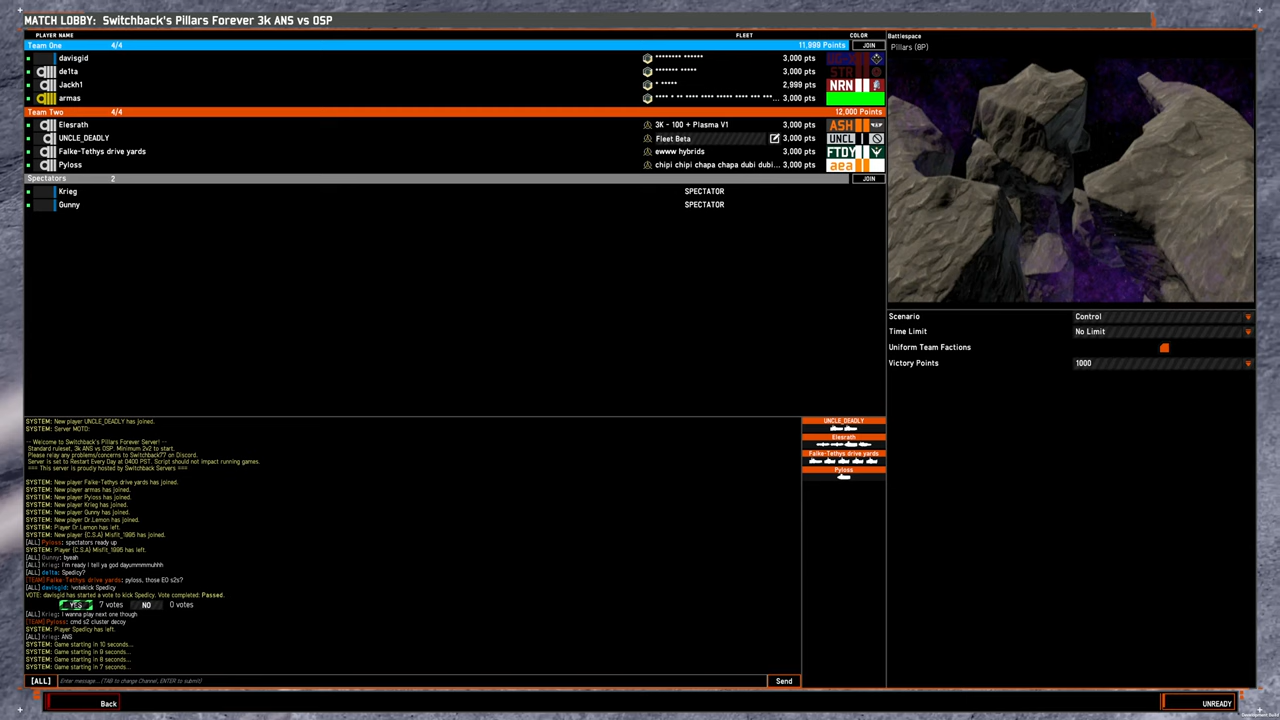 MATCH LOBBY: Switchback's Pillars Forever 3k ANS vs OSP
PLAYER NAME FLEET COLOR
Team One 4/4 11,999 Points JOIN
davisgid ******** ****** 3,000 pts
de1ta ******* ***** 3,000 pts STR
Jackh1 * ***** 2,999 pts NRN
armas 3,000 pts
Team Two 4/4 12,000 Points
Elesrath 3K - 100 + Plasma V1 3,000 pts ASH
UNCLE_DEADLY Fleet Beta 3,000 pts UNCL
Falke-Tethys drive yards ewww hybrids 3,000 pts FTDY
Pyloss chipi chipi chapa chapa dubi dubi... 3,000 pts aea
Spectators 2 JOIN
Krieg SPECTATOR
Gunny SPECTATOR
Battlespace
Pillars (8P)
Scenario Control
Time Limit No Limit
Uniform Team Factions
Victory Points 1000
SYSTEM: New player UNCLE_DEADLY has joined.
SYSTEM: Server MOTD:
-- Welcome to Switchback's Pillars Forever Server! --
Standard ruleset, 3k ANS vs OSP. Minimum 2v2 to start.
Please relay any problems/concerns to Switchback77 on Discord.
Server is set to Restart Every Day at 0400 PST. Script should not impact running games.
=== This server is proudly hosted by Switchback Servers ===
SYSTEM: New player Falke-Tethys drive yards has joined.
SYSTEM: New player armas has joined.
SYSTEM: New player Pyloss has joined.
SYSTEM: New player Krieg has joined.
SYSTEM: New player Gunny has joined.
SYSTEM: New player Dr.Lemon has joined.
SYSTEM: Player Dr.Lemon has left.
SYSTEM: New player {C.S.A} Misfit_1995 has joined.
[ALL] Pyloss: spectators ready up
SYSTEM: Player {C.S.A} Misfit_1995 has left.
[ALL] Gunny: byeah
[ALL] Krieg: I'm ready I tell ya god dayummmmuhhh
[ALL] de1ta: Spedicy?
[TEAM] Falke-Tethys drive yards: pyloss, those EO s2s?
[ALL] davisgid: !votekick Spedicy
VOTE: davisgid has started a vote to kick Spedicy. Vote completed: Passed.
YES 7 votes NO 0 votes
[ALL] Krieg: I wanna play next one though
[TEAM] Pyloss: cmd s2 cluster decoy
SYSTEM: Player Spedicy has left.
[ALL] Krieg: ANS
SYSTEM: Game starting in 10 seconds...
SYSTEM: Game starting in 9 seconds...
SYSTEM: Game starting in 8 seconds...
SYSTEM: Game starting in 7 seconds...
UNCLE_DEADLY
Elesrath
Falke-Tethys drive yards
Pyloss
[ALL] Enter message... (TAB to change Channel, ENTER to submit) Send
Back UNREADY
Development Build